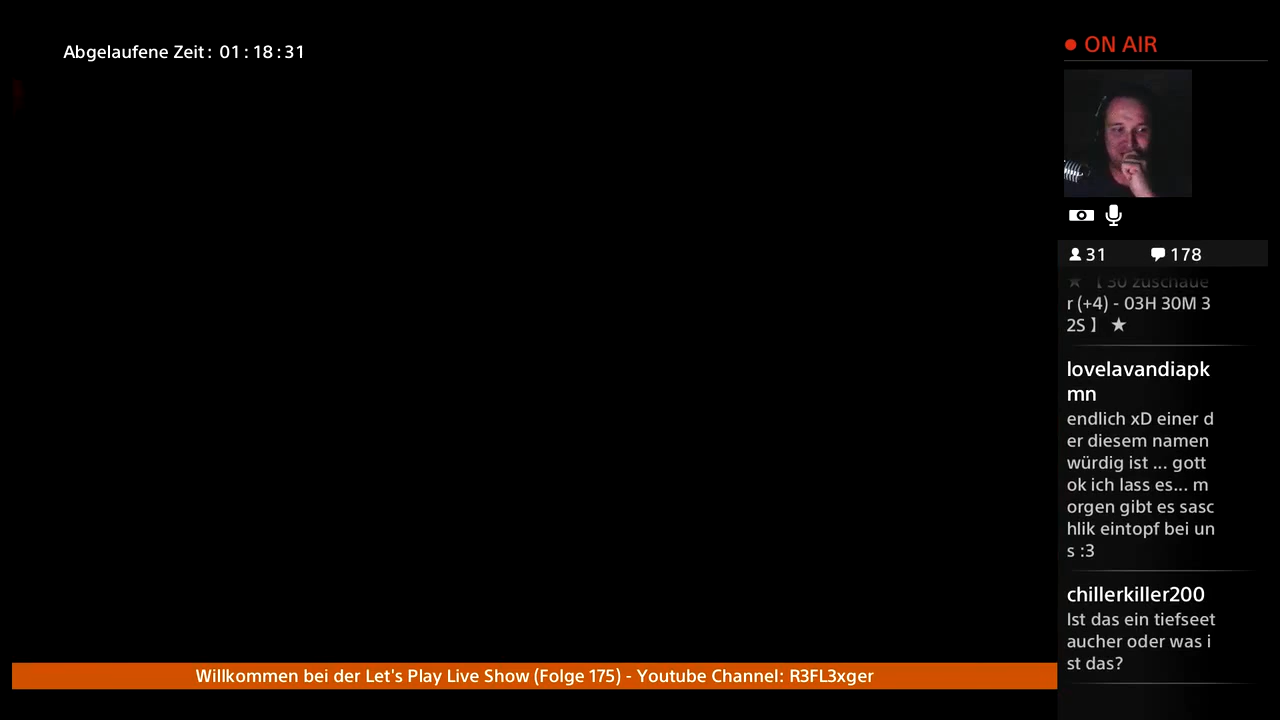 Abgelaufene Zeit: 01:18:31
ON AIR
31 178
★ 【 30 zuschaue
r (+4) - 03H 30M 3
2S 】 ★
lovelavandiapk
mn
endlich xD einer d
er diesem namen
würdig ist ... gott
ok ich lass es... m
orgen gibt es sasc
hlik eintopf bei un
s :3
chillerkiller200
Ist das ein tiefseet
aucher oder was i
st das?
Willkommen bei der Let's Play Live Show (Folge 175) - Youtube Channel: R3FL3xger